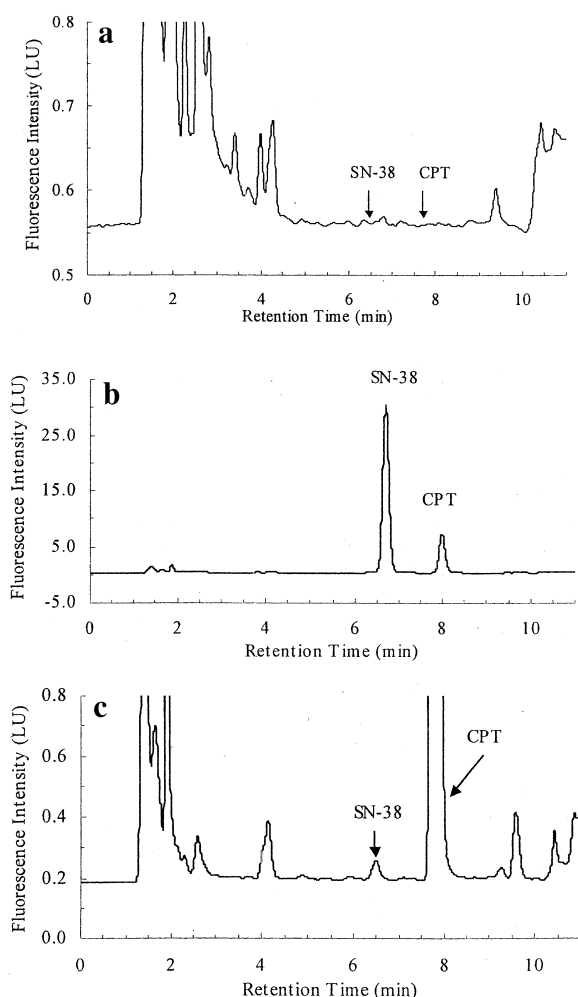 a
Fluorescence Intensity (LU)
0.8
0.7
0.6
0.5
SN-38 CPT
0 2 4 6 8 10
Retention Time (min)
b
Fluorescence Intensity (LU)
35.0
25.0
15.0
5.0
-5.0
SN-38
CPT
0 2 4 6 8 10
Retention Time (min)
c
Fluorescence Intensity (LU)
0.8
0.6
0.4
0.2
0.0
CPT
SN-38
0 2 4 6 8 10
Retention Time (min)